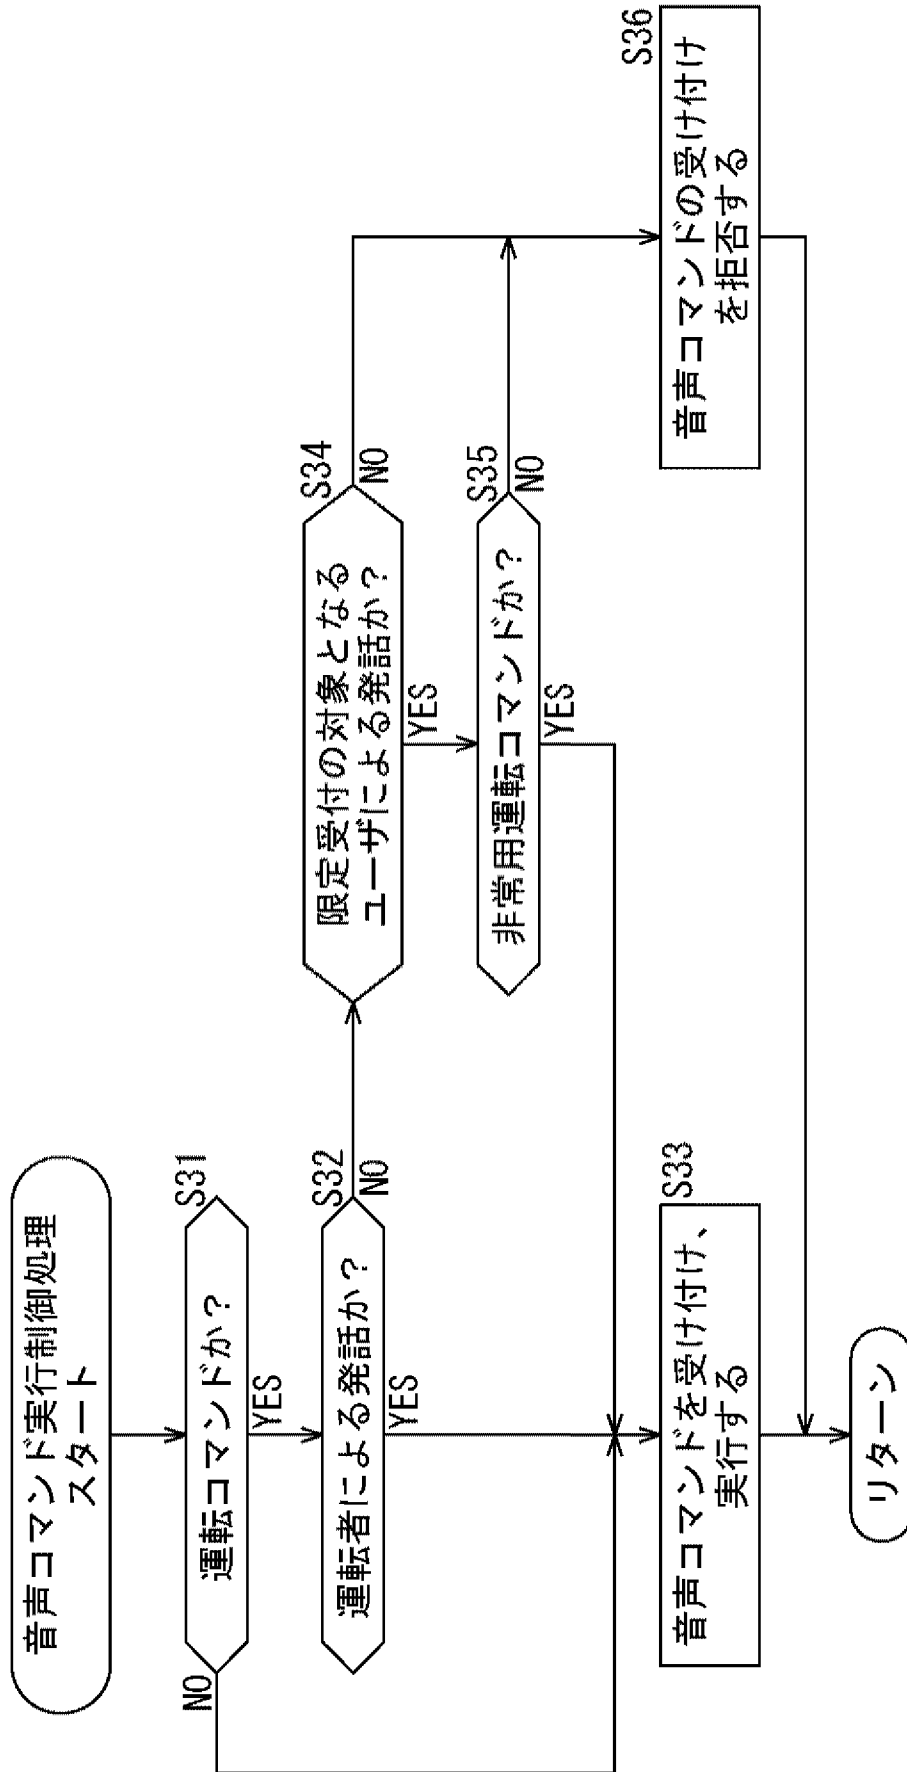 音声コマンド実行制御処理
スタート
S31
運転コマンドか？
NO
YES
S32
運転者による発話か？
NO
YES
S34
限定受付の対象となる
ユーザによる発話か？
NO
YES
S35
非常用運転コマンドか？
NO
YES
S33
音声コマンドを受け付け、
実行する
S36
音声コマンドの受け付け
を拒否する
リターン